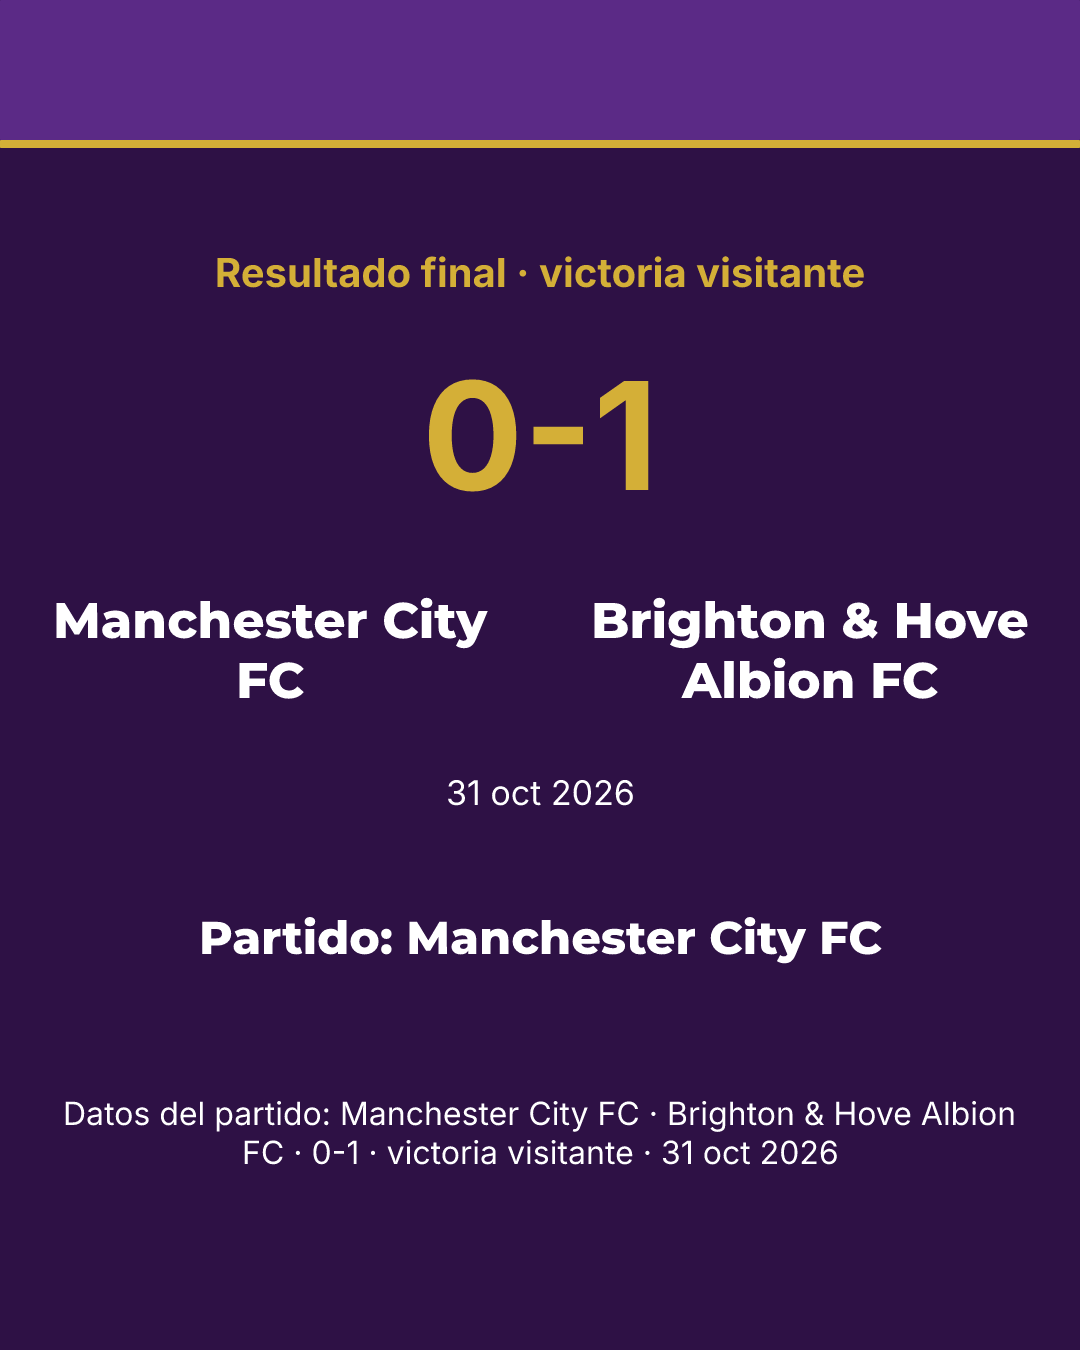 Resultado final · victoria visitante
0-1
Manchester City
FC
Brighton & Hove
Albion FC
31 oct 2026
Partido: Manchester City FC
Datos del partido: Manchester City FC · Brighton & Hove Albion
FC · 0-1 · victoria visitante · 31 oct 2026